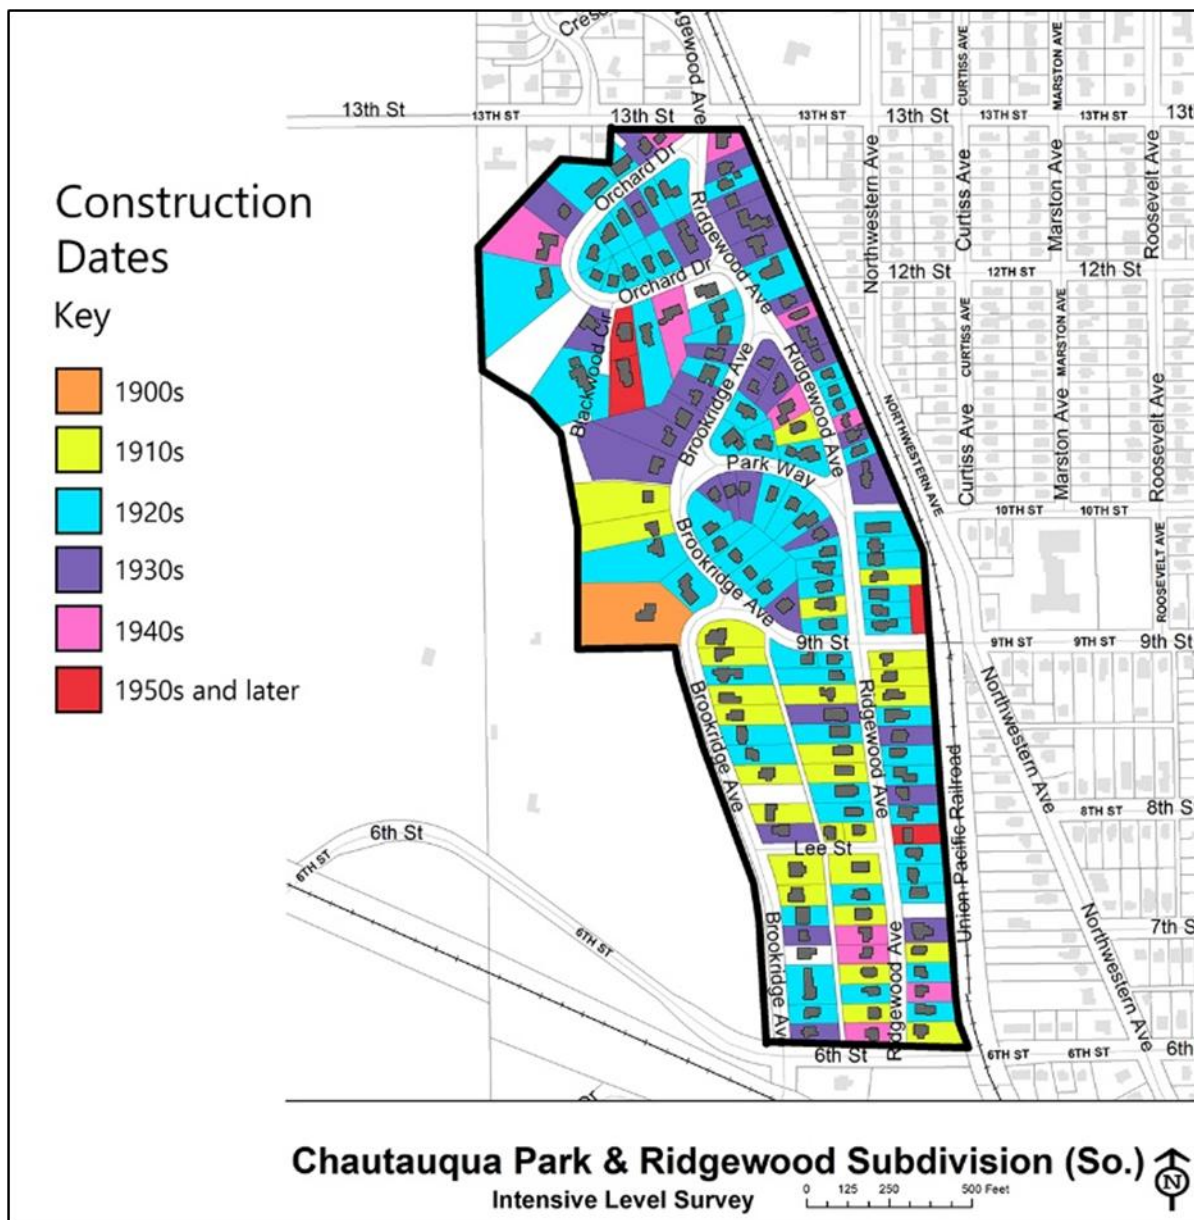 Cresc
Ridgewood Ave
CURTISS AVE
MARSTON AVE
13th St
13TH ST
13th St
13TH ST
13th St
13TH ST
13TH ST
13t
Construction
Dates
Key
1900s
1910s
1920s
1930s
1940s
1950s and later
Orchard Dr
Ridgewood Ave
Northwestern Ave
Curtiss Ave
Marston Ave
Roosevelt Ave
Orchard Dr
12th St
12TH ST
12th St
Blackwood Cir
Brookridge Ave
Ridgewood Ave
NORTHWESTERN AVE
CURTISS AVE
MARSTON AVE
Curtiss Ave
Marston Ave
Roosevelt Ave
Park Way
10TH ST
10TH ST
ROOSEVELT AVE
Brookridge Ave
9th St
9TH ST
9TH ST
9th St
Brookridge Ave
Ridgewood Ave
Union Pacific Railroad
Northwestern Ave
8TH ST
8th S
6th St
6TH ST
Lee St
6TH ST
Brookridge Av
Ridgewood Ave
Northwestern Ave
7th S
6th St
6TH ST
6TH ST
6th
Chautauqua Park & Ridgewood Subdivision (So.)
Intensive Level Survey
0 125 250 500 Feet
N